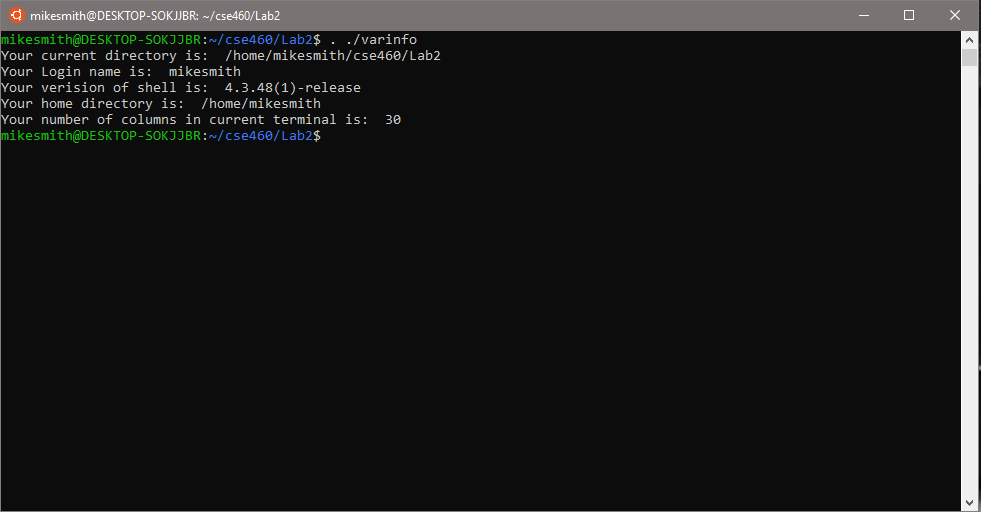 mikesmith@DESKTOP-SOKJJBR: ~/cse460/Lab2
mikesmith@DESKTOP-SOKJJBR:~/cse460/Lab2$ . ./varinfo
Your current directory is:  /home/mikesmith/cse460/Lab2
Your Login name is:  mikesmith
Your verision of shell is:  4.3.48(1)-release
Your home directory is:  /home/mikesmith
Your number of columns in current terminal is:  30
mikesmith@DESKTOP-SOKJJBR:~/cse460/Lab2$